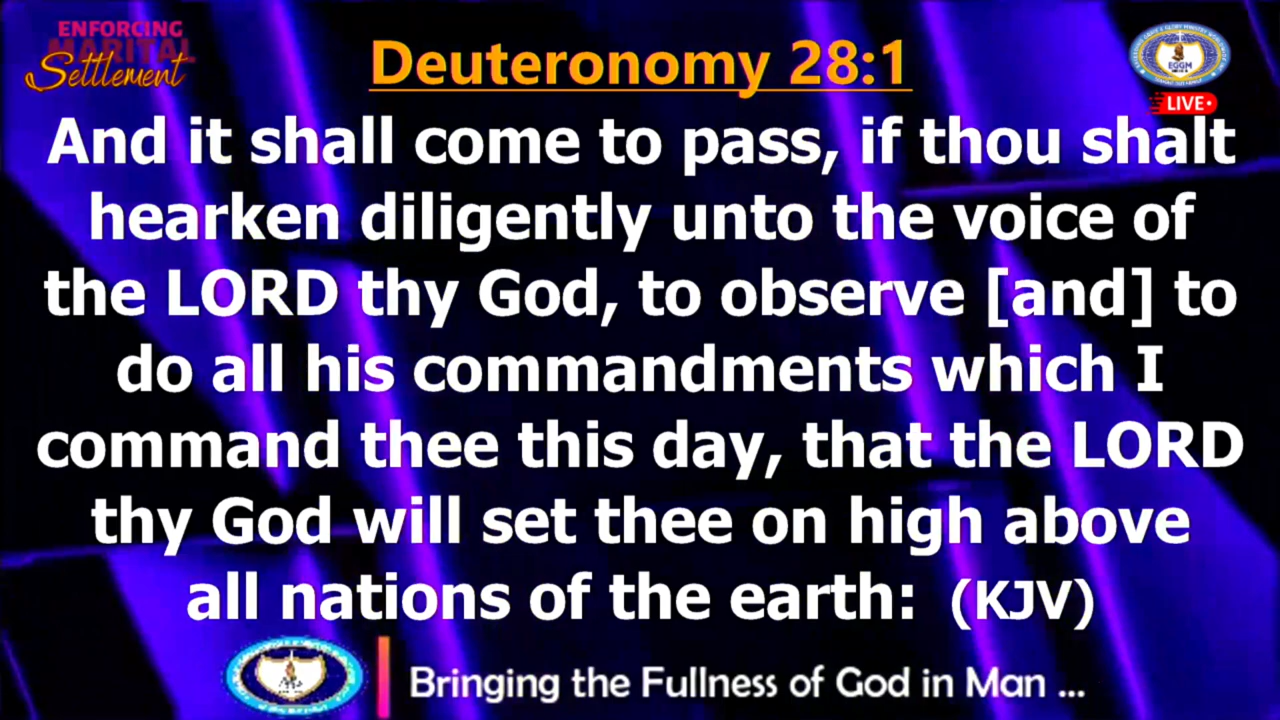 ENFORCING
MARITAL
Settlement
Deuteronomy 28:1
EGGM
LIVE
And it shall come to pass, if thou shalt
hearken diligently unto the voice of
the LORD thy God, to observe [and] to
do all his commandments which I
command thee this day, that the LORD
thy God will set thee on high above
all nations of the earth: (KJV)
Bringing the Fullness of God in Man ...